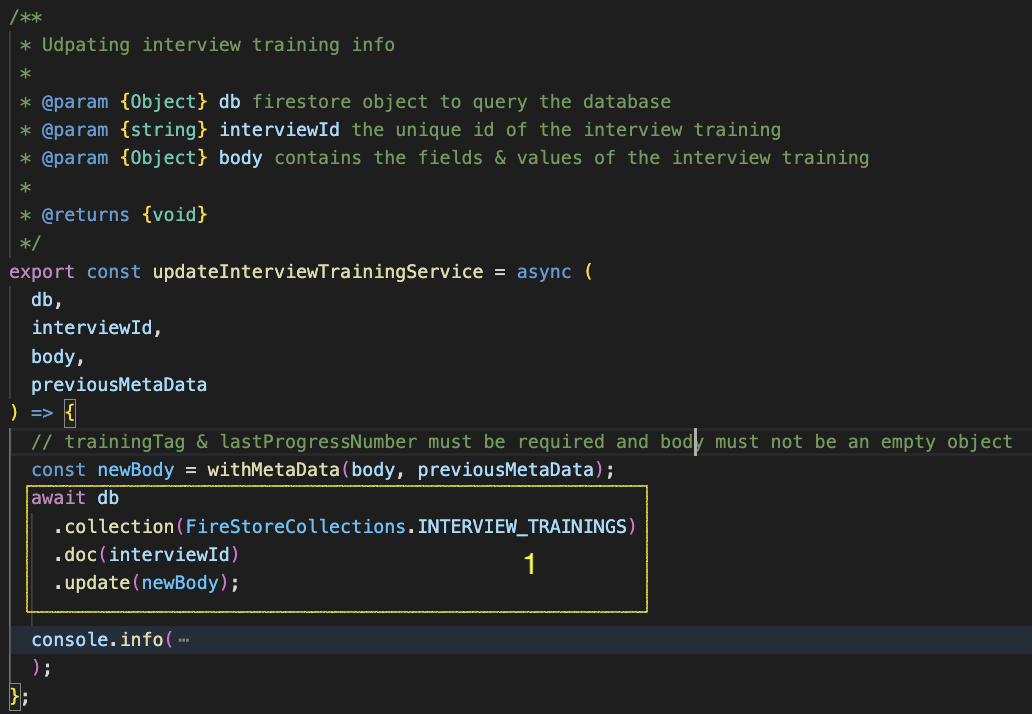 /**
 * Udpating interview training info
 *
 * @param {Object} db firestore object to query the database
 * @param {string} interviewId the unique id of the interview training
 * @param {Object} body contains the fields & values of the interview training
 *
 * @returns {void}
 */
export const updateInterviewTrainingService = async (
  db,
  interviewId,
  body,
  previousMetaData
) => {
  // trainingTag & lastProgressNumber must be required and body must not be an empty object
  const newBody = withMetaData(body, previousMetaData);
  await db
    .collection(FireStoreCollections.INTERVIEW_TRAININGS)
    .doc(interviewId)
1
    .update(newBody);
  console.info( ⋯
  );
};